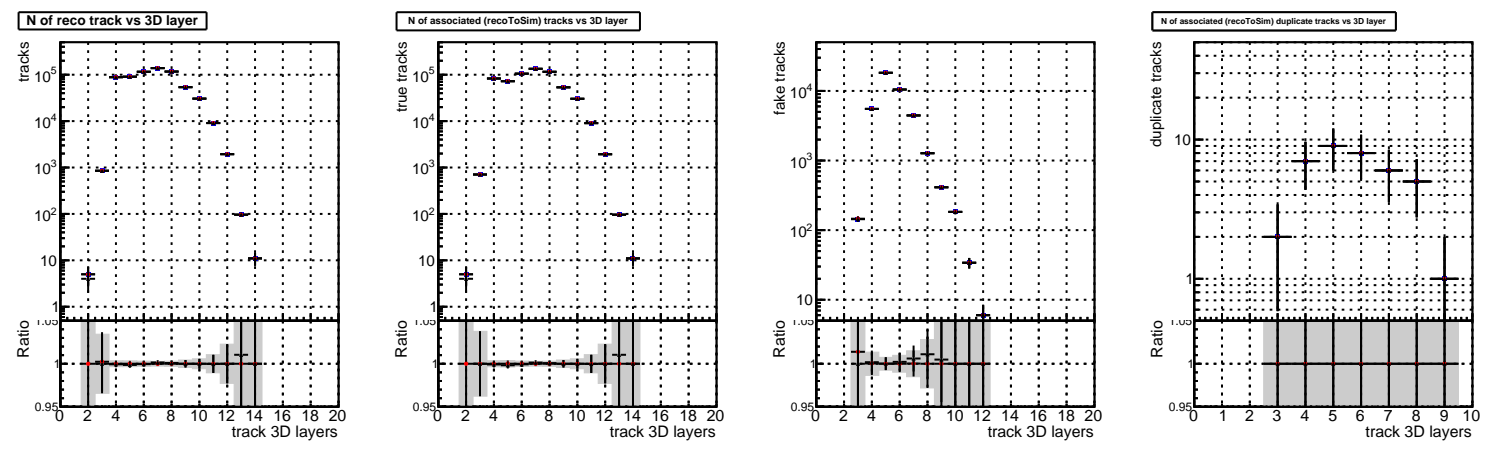 N of reco track vs 3D layer
tracks
10^5
10^4
10^3
10^2
10
1
Ratio
1.05
1
0.95
0 2 4 6 8 10 12 14 16 18 20
track 3D layers
N of associated (recoToSim) tracks vs 3D layer
true tracks
10^5
10^4
10^3
10^2
10
1
Ratio
1.05
1
0.95
0 2 4 6 8 10 12 14 16 18 20
track 3D layers
fake tracks
10^4
10^3
10^2
10
Ratio
1.05
1
0.95
0 2 4 6 8 10 12 14 16 18 20
track 3D layers
N of associated (recoToSim) duplicate tracks vs 3D layer
duplicate tracks
10
1
Ratio
1.05
1
0.95
0 1 2 3 4 5 6 7 8 9 10
track 3D layers